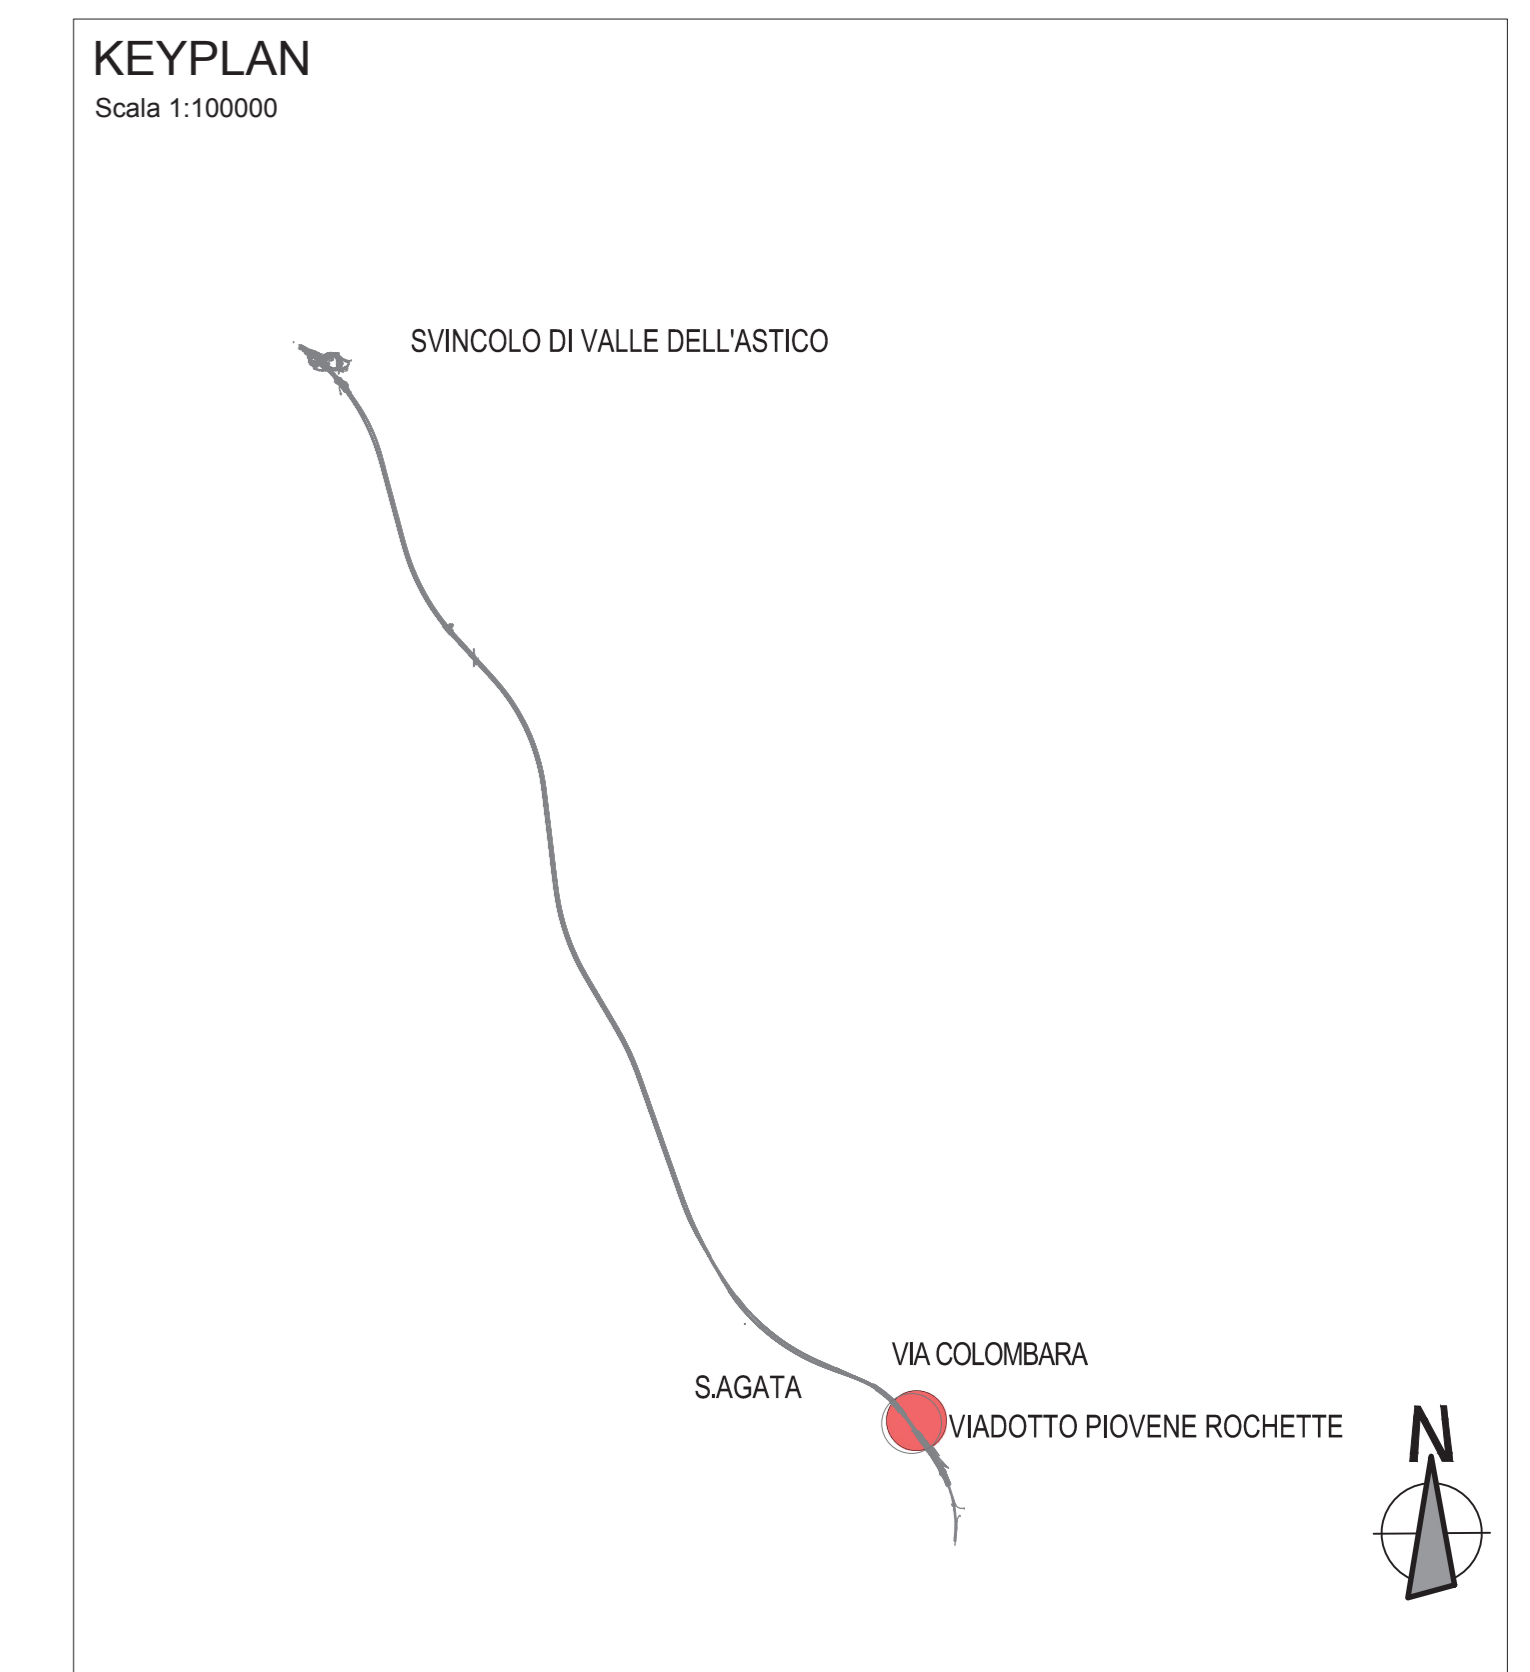 KEYPLAN
Scala 1:100000
SVINCOLO DI VALLE DELL'ASTICO
VIA COLOMBARA
S.AGATA
VIADOTTO PIOVENE ROCHETTE
N